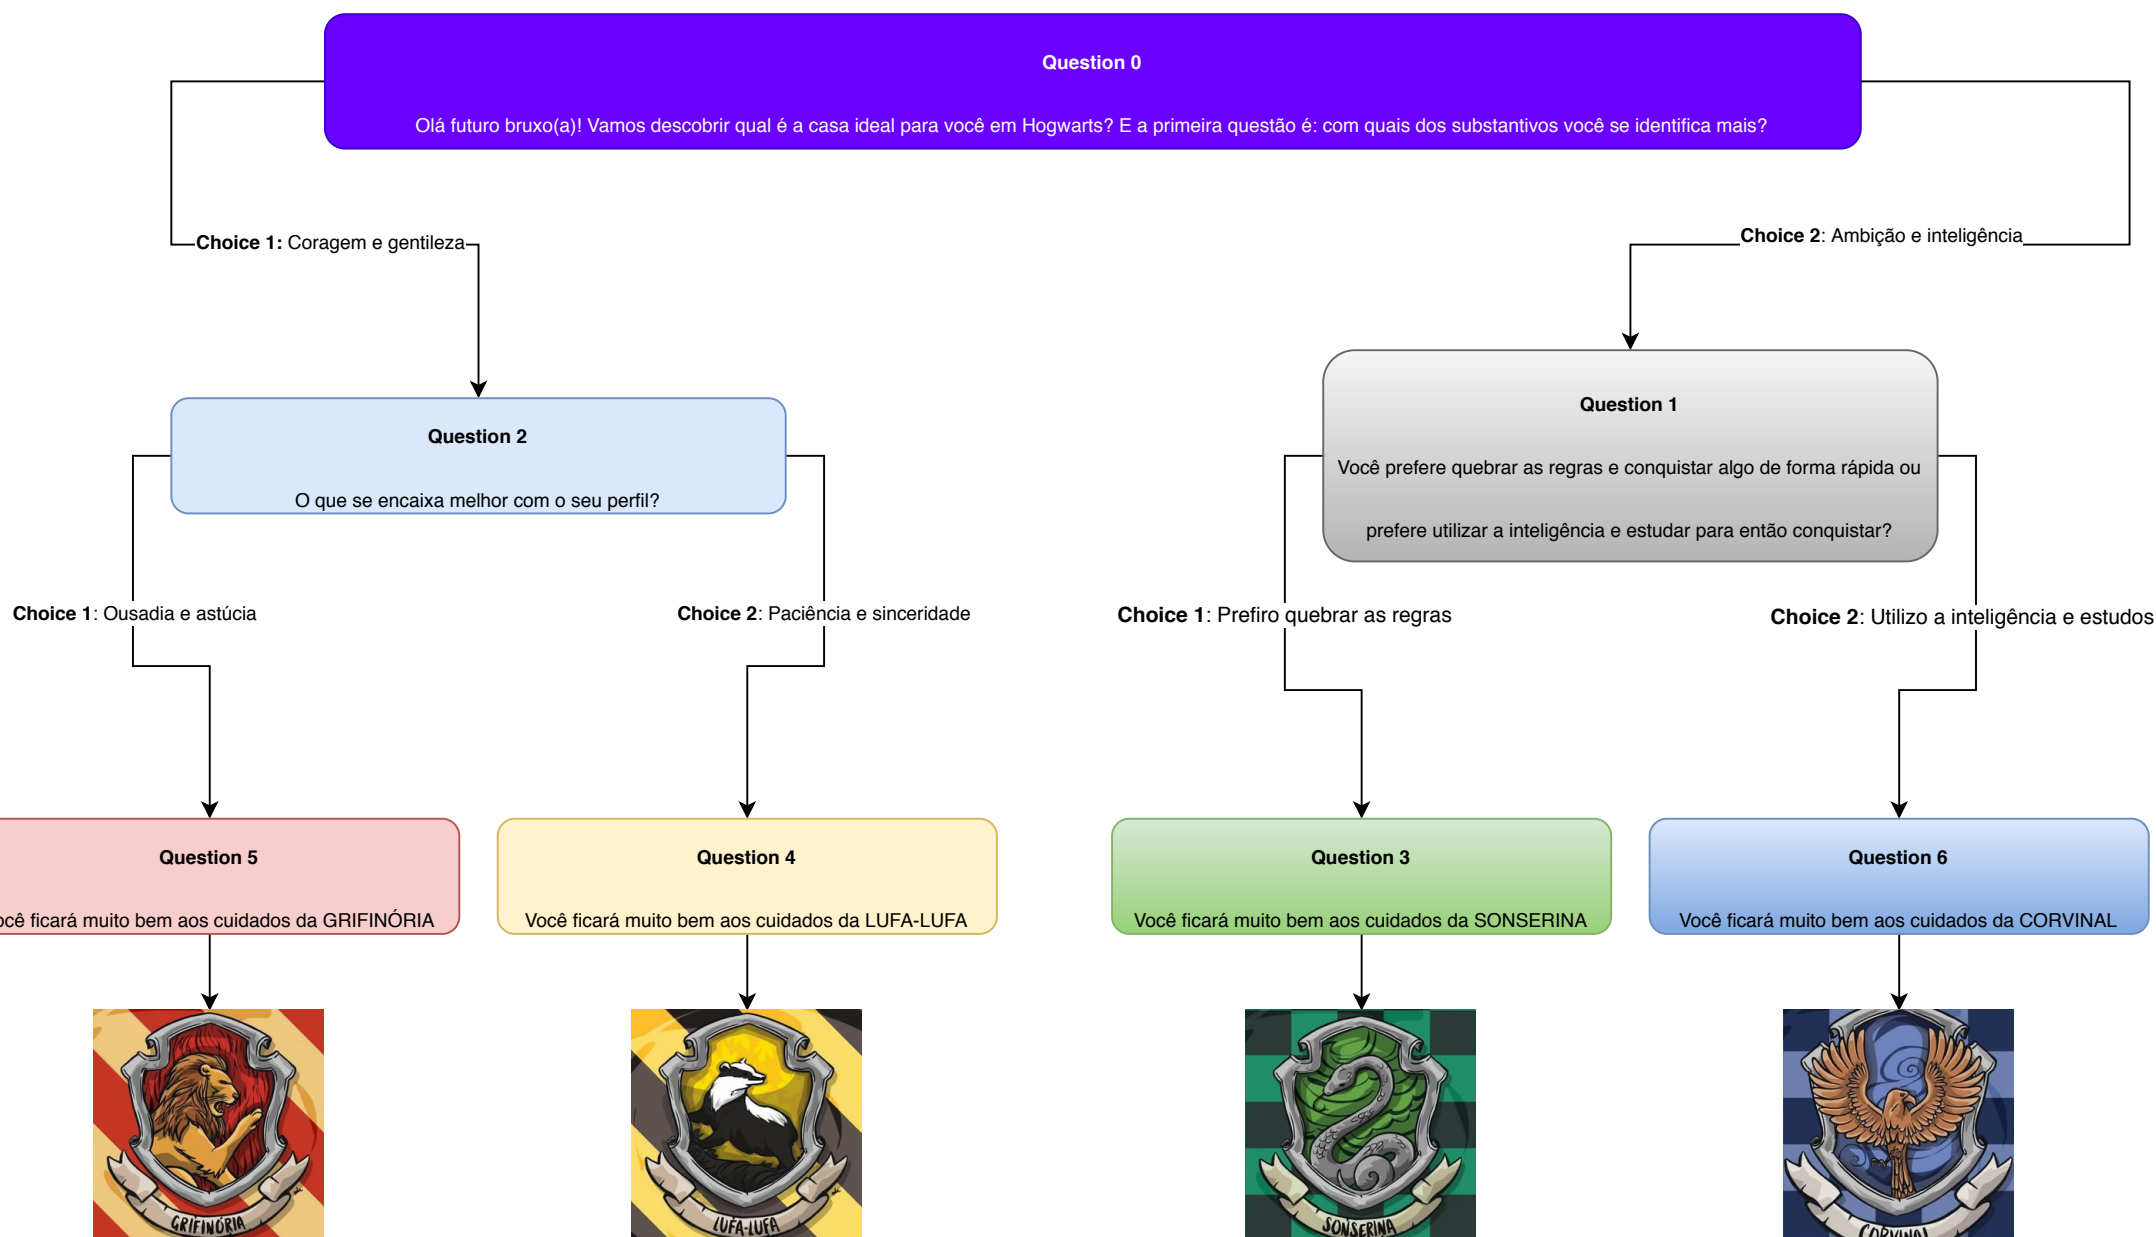 Question 0
Olá futuro bruxo(a)! Vamos descobrir qual é a casa ideal para você em Hogwarts? E a primeira questão é: com quais dos substantivos você se identifica mais?
Choice 1: Coragem e gentileza
Choice 2: Ambição e inteligência
Question 2
O que se encaixa melhor com o seu perfil?
Question 1
Você prefere quebrar as regras e conquistar algo de forma rápida ou
prefere utilizar a inteligência e estudar para então conquistar?
Choice 1: Ousadia e astúcia
Choice 2: Paciência e sinceridade
Choice 1: Prefiro quebrar as regras
Choice 2: Utilizo a inteligência e estudos
Question 5
ocê ficará muito bem aos cuidados da GRIFINÓRIA
Question 4
Você ficará muito bem aos cuidados da LUFA-LUFA
Question 3
Você ficará muito bem aos cuidados da SONSERINA
Question 6
Você ficará muito bem aos cuidados da CORVINAL
GRIFINÓRIA
LUFA-LUFA
SONSERINA
CORVINAL